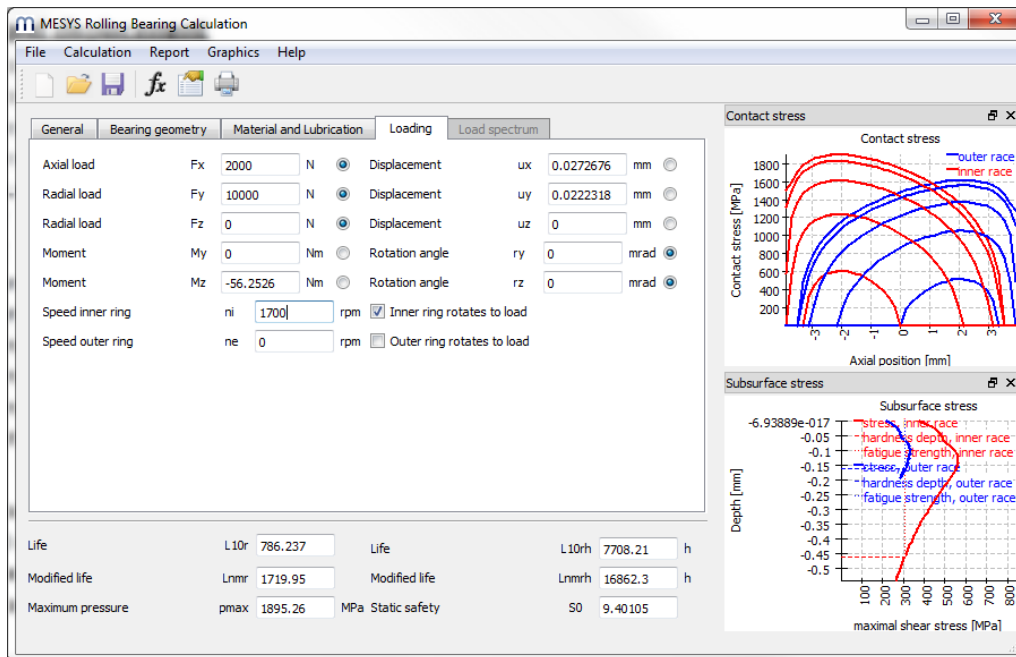 MESYS Rolling Bearing Calculation
File Calculation Report Graphics Help
General Bearing geometry Material and Lubrication Loading Load spectrum
Axial load Fx 2000 N Displacement ux 0.0272676 mm
Radial load Fy 10000 N Displacement uy 0.0222318 mm
Radial load Fz 0 N Displacement uz 0 mm
Moment My 0 Nm Rotation angle ry 0 mrad
Moment Mz -56.2526 Nm Rotation angle rz 0 mrad
Speed inner ring ni 1700 rpm Inner ring rotates to load
Speed outer ring ne 0 rpm Outer ring rotates to load
Life L10r 786.237 Life L10rh 7708.21 h
Modified life Lnmr 1719.95 Modified life Lnmrh 16862.3 h
Maximum pressure pmax 1895.26 MPa Static safety S0 9.40105
Contact stress
Contact stress
outer race
inner race
Contact stress [MPa]
1800
1600
1400
1200
1000
800
600
400
200
-3 -2 -1 0 1 2 3
Axial position [mm]
Subsurface stress
Subsurface stress
stress, inner race
hardness depth, inner race
fatigue strength, inner race
stress, outer race
hardness depth, outer race
fatigue strength, outer race
Depth [mm]
-6.93889e-017
-0.05
-0.1
-0.15
-0.2
-0.25
-0.3
-0.35
-0.4
-0.45
-0.5
100 200 300 400 500 600 700 800
maximal shear stress [MPa]